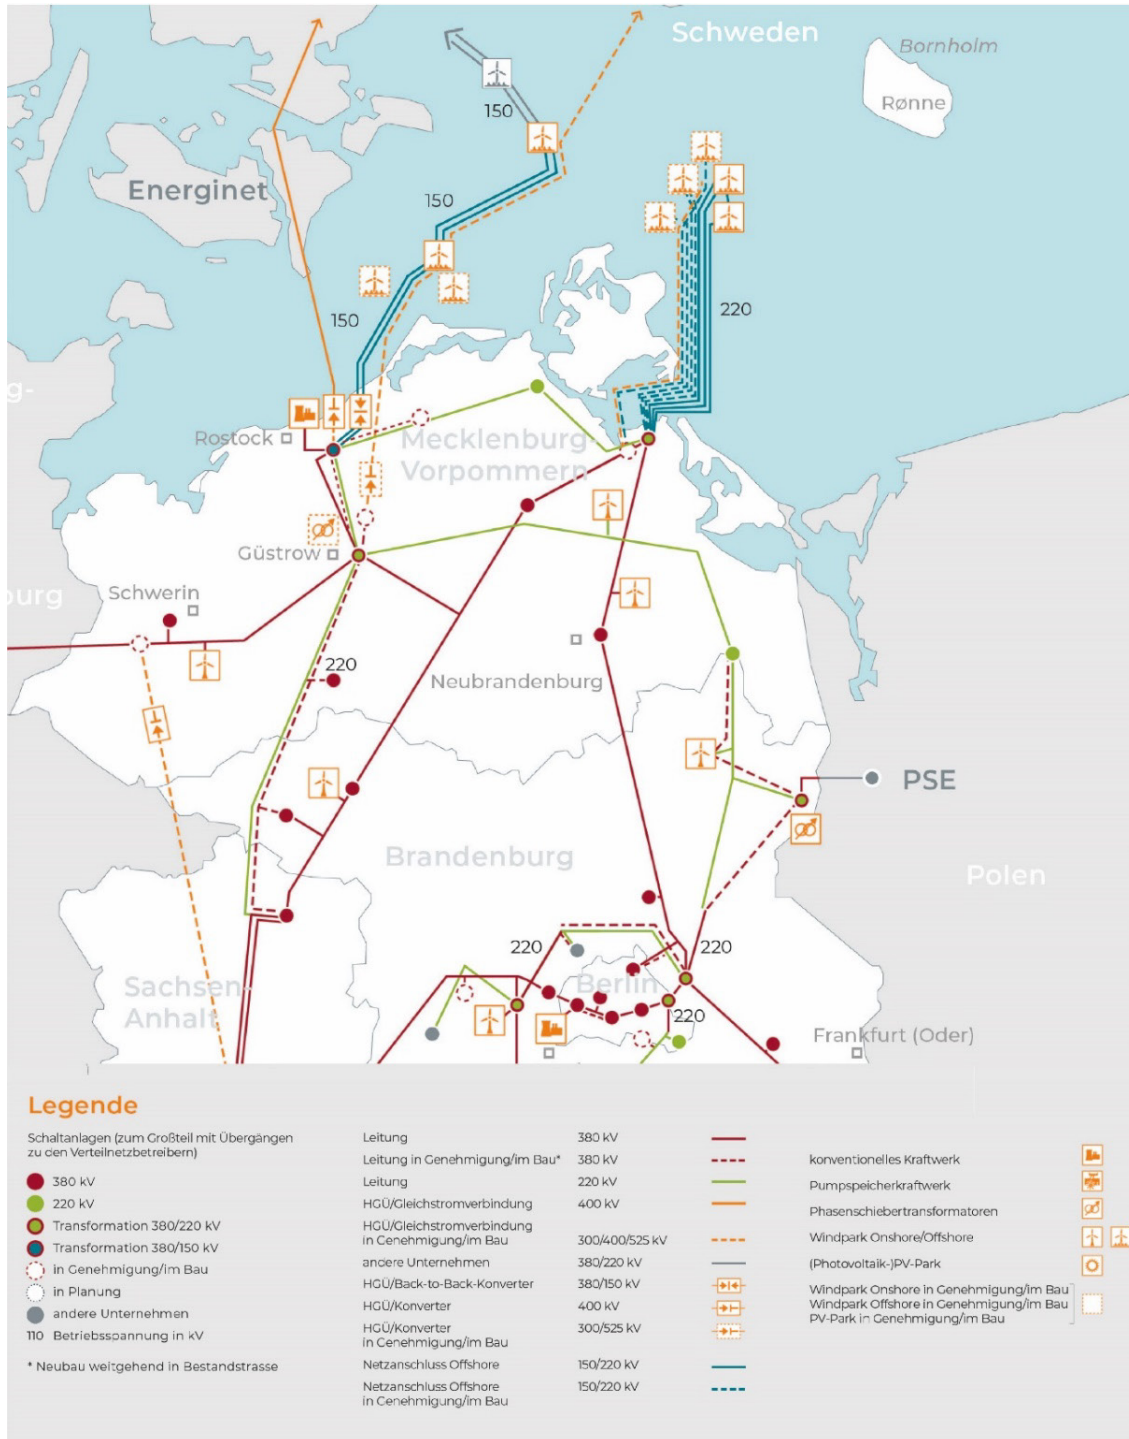 Schweden
Bornholm
Rønne
150
Energinet
150
150
220
g-
Rostock
Mecklenburg-
Vorpommern
Güstrow
burg
Schwerin
220
Neubrandenburg
PSE
Brandenburg
Polen
220
220
Sachsen-
Anhalt
Berlin
220
Frankfurt (Oder)
Legende
Schaltanlagen (zum Großteil mit Übergängen
zu den Verteilnetzbetreibern)
380 kV
220 kV
Transformation 380/220 kV
Transformation 380/150 kV
in Genehmigung/im Bau
in Planung
andere Unternehmen
110 Betriebsspannung in kV
* Neubau weitgehend in Bestandstrasse
Leitung 380 kV
Leitung in Genehmigung/im Bau* 380 kV
Leitung 220 kV
HGÜ/Gleichstromverbindung 400 kV
HGÜ/Gleichstromverbindung
in Genehmigung/im Bau 300/400/525 kV
andere Unternehmen 380/220 kV
HGÜ/Back-to-Back-Konverter 380/150 kV
HGÜ/Konverter 400 kV
HGÜ/Konverter 300/525 kV
in Genehmigung/im Bau
Netzanschluss Offshore 150/220 kV
Netzanschluss Offshore 150/220 kV
in Genehmigung/im Bau
konventionelles Kraftwerk
Pumpspeicherkraftwerk
Phasenschiebertransformatoren
Windpark Onshore/Offshore
(Photovoltaik-)PV-Park
Windpark Onshore in Genehmigung/im Bau
Windpark Offshore in Genehmigung/im Bau
PV-Park in Genehmigung/im Bau